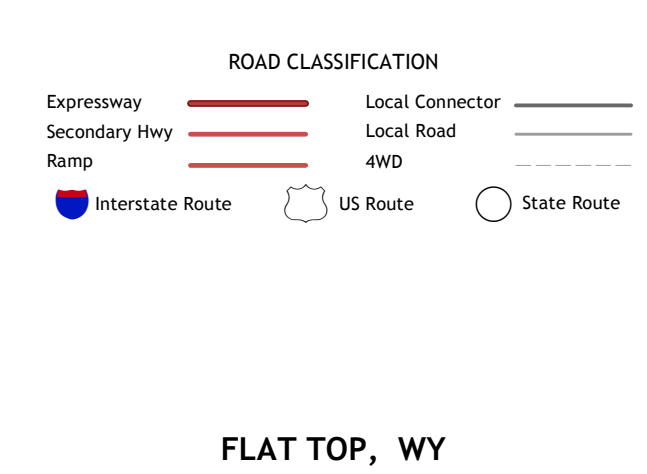 ROAD CLASSIFICATION
Expressway
Secondary Hwy
Ramp
Local Connector
Local Road
4WD
Interstate Route
US Route
State Route
FLAT TOP, WY